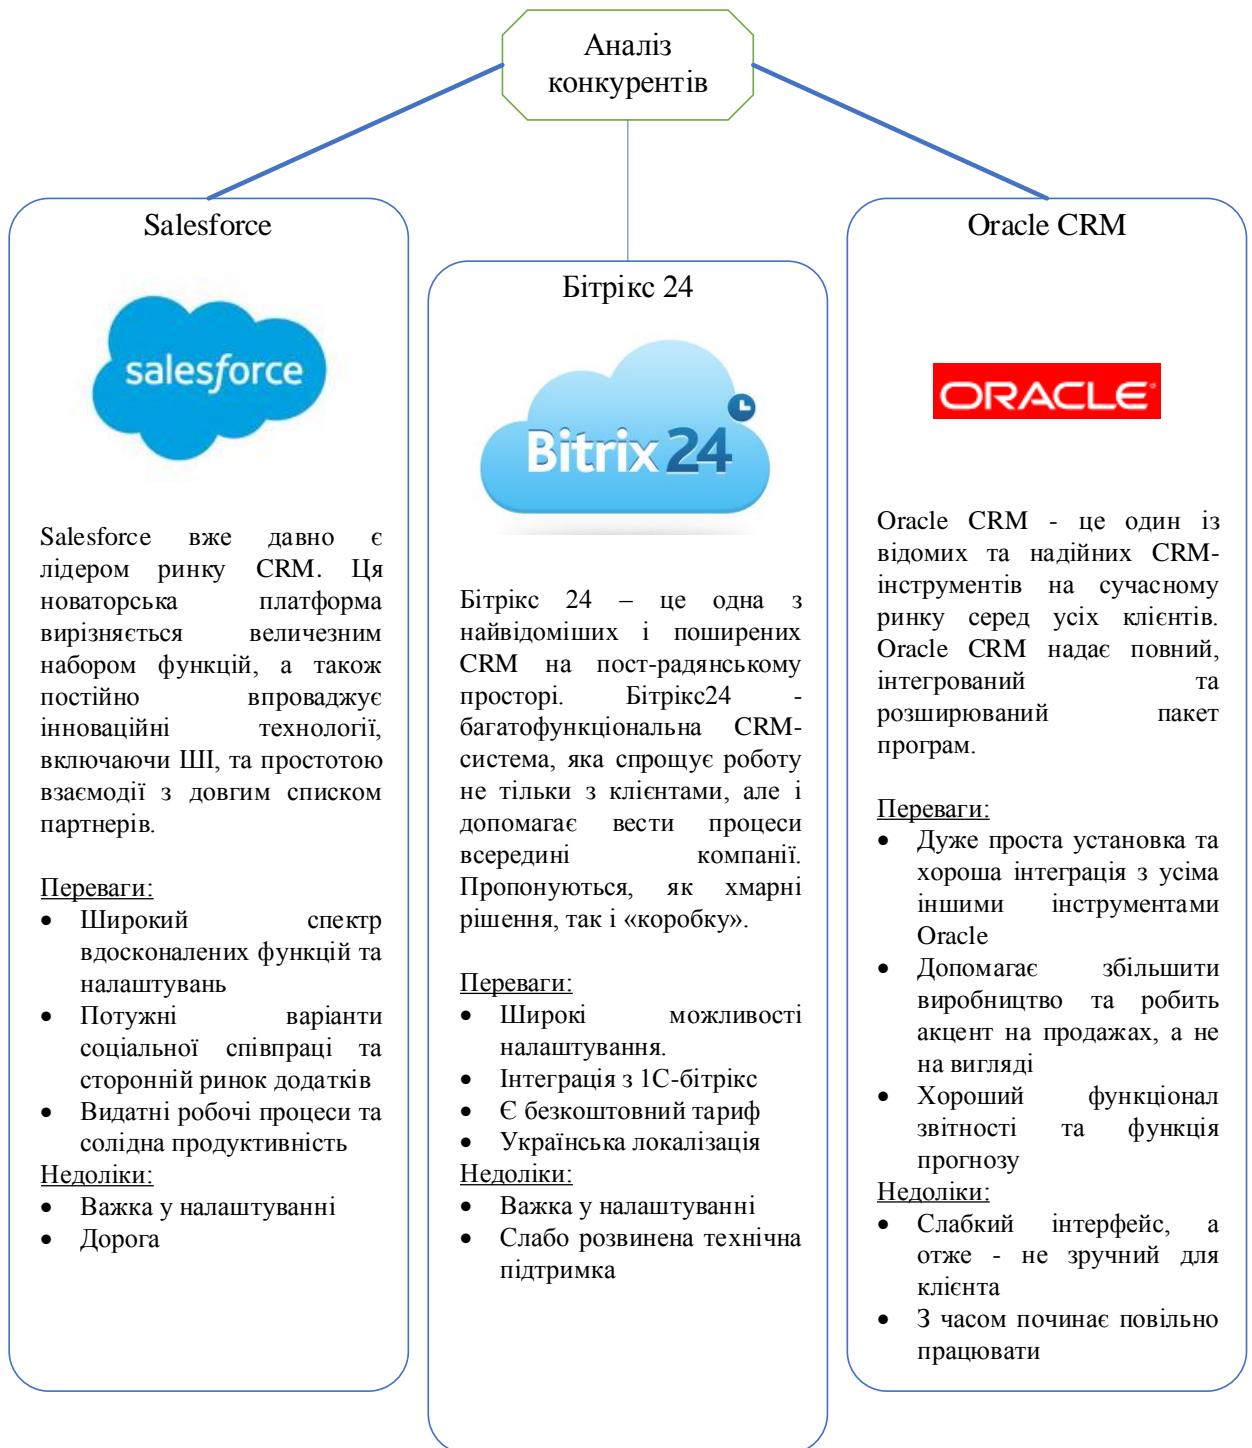 Аналіз
конкурентів
Salesforce
salesforce
Salesforce вже давно є
лідером ринку CRM. Ця
новаторська платформа
вирізняється величезним
набором функцій, а також
постійно впроваджує
інноваційні технології,
включаючи ШІ, та простотою
взаємодії з довгим списком
партнерів.
Переваги:
• Широкий спектр
вдосконалених функцій та
налаштувань
• Потужні варіанти
соціальної співпраці та
сторонній ринок додатків
• Видатні робочі процеси та
солідна продуктивність
Недоліки:
• Важка у налаштуванні
• Дорога
Бітрікс 24
Bitrix 24
Бітрікс 24 – це одна з
найвідоміших і поширених
CRM на пост-радянському
просторі. Бітрікс24 -
багатофункціональна CRM-
система, яка спрощує роботу
не тільки з клієнтами, але і
допомагає вести процеси
всередині компанії.
Пропонуються, як хмарні
рішення, так і «коробку».
Переваги:
• Широкі можливості
налаштування.
• Інтеграція з 1С-бітрікс
• Є безкоштовний тариф
• Українська локалізація
Недоліки:
• Важка у налаштуванні
• Слабо розвинена технічна
підтримка
Oracle CRM
ORACLE®
Oracle CRM - це один із
відомих та надійних CRM-
інструментів на сучасному
ринку серед усіх клієнтів.
Oracle CRM надає повний,
інтегрований та
розширюваний пакет
програм.
Переваги:
• Дуже проста установка та
хороша інтеграція з усіма
іншими інструментами
Oracle
• Допомагає збільшити
виробництво та робить
акцент на продажах, а не
на вигляді
• Хороший функціонал
звітності та функція
прогнозу
Недоліки:
• Слабкий інтерфейс, а
отже - не зручний для
клієнта
• З часом починає повільно
працювати